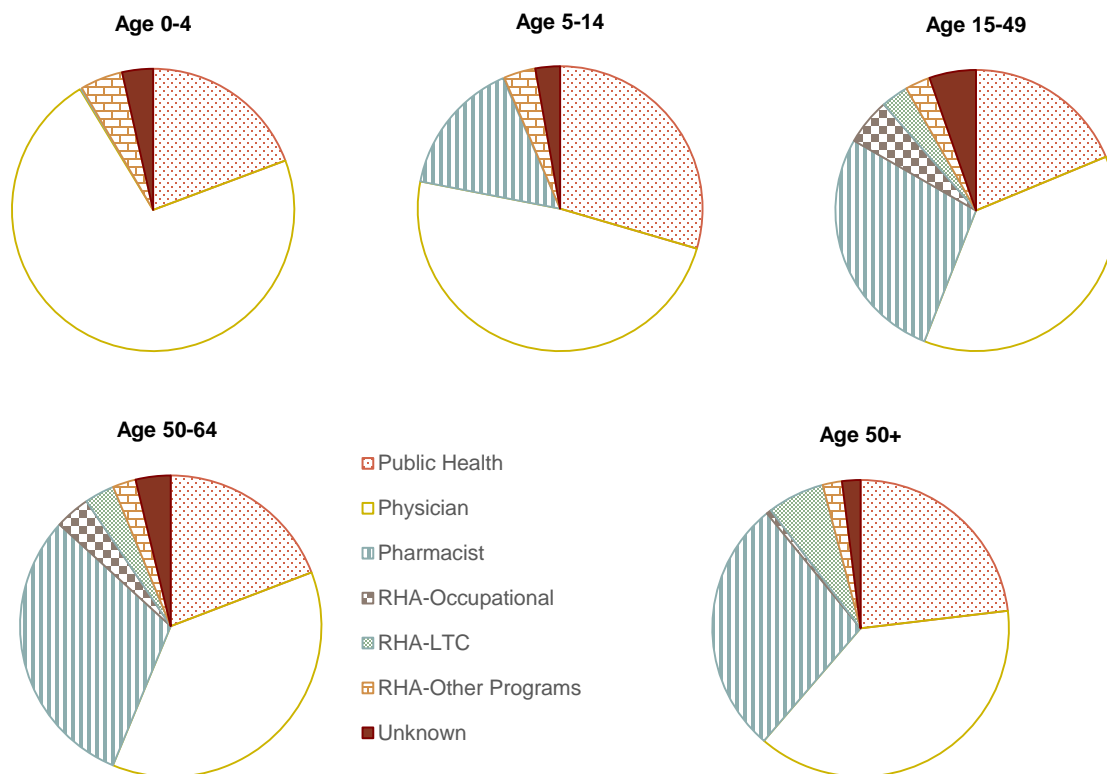 Age 0-4
Age 5-14
Age 15-49
Age 50-64
Age 50+
Public Health
Physician
Pharmacist
RHA-Occupational
RHA-LTC
RHA-Other Programs
Unknown